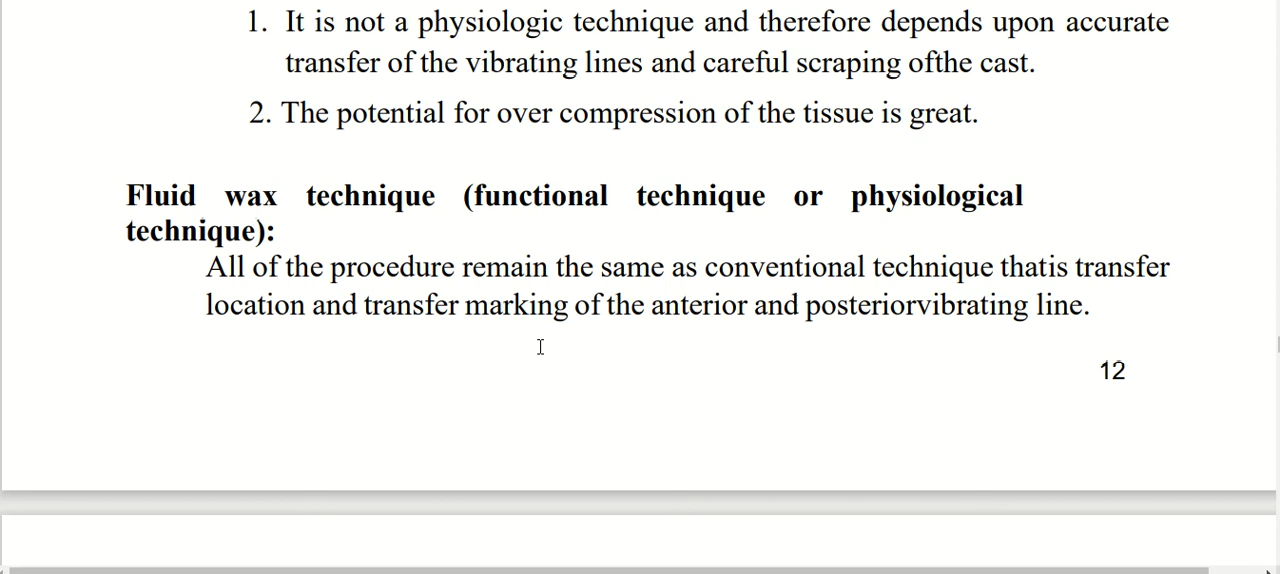 1. It is not a physiologic technique and therefore depends upon accurate
transfer of the vibrating lines and careful scraping ofthe cast.
2. The potential for over compression of the tissue is great.
Fluid wax technique (functional technique or physiological
technique):
All of the procedure remain the same as conventional technique thatis transfer
location and transfer marking of the anterior and posteriorvibrating line.
12